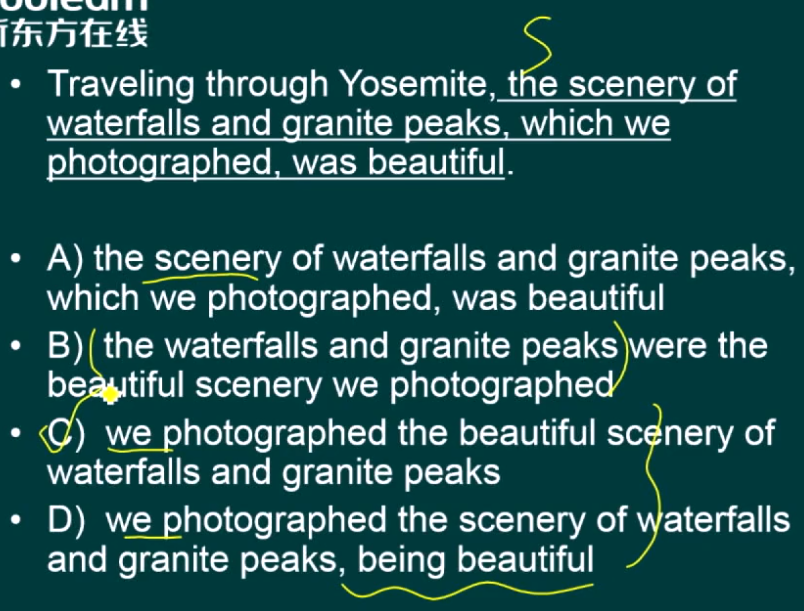 东方在线
• Traveling through Yosemite, the scenery of
waterfalls and granite peaks, which we
photographed, was beautiful.
• A) the scenery of waterfalls and granite peaks,
which we photographed, was beautiful
• B) the waterfalls and granite peaks were the
beautiful scenery we photographed
• C) we photographed the beautiful scenery of
waterfalls and granite peaks
• D) we photographed the scenery of waterfalls
and granite peaks, being beautiful